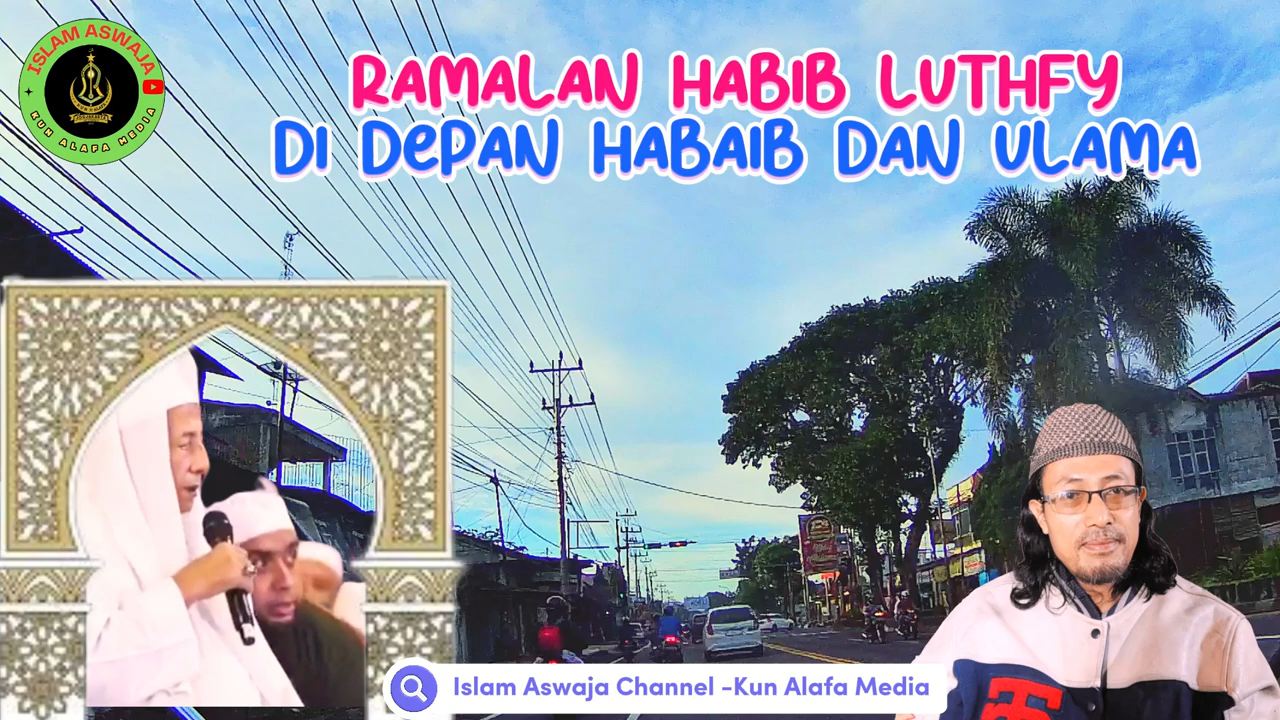 ISLAM ASWAJA
KUN ALAFA MEDIA
RAMALAN HABIB LUTHFY
DI DePAN HABAIB DAN ULAMA
Islam Aswaja Channel -Kun Alafa Media